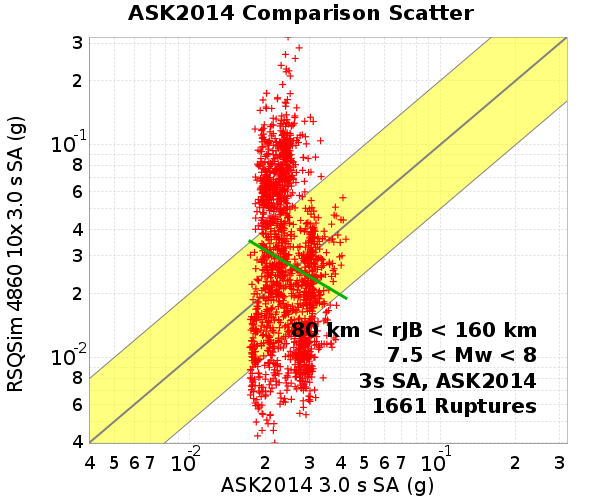 ASK2014 Comparison Scatter
RSQSim 4860 10x 3.0 s SA (g)
3
2
10-1
8
6
4
3
2
10-2
8
6
4
80 km < rJB < 160 km
7.5 < Mw < 8
3s SA, ASK2014
1661 Ruptures
4 5 6 7 10-2 2 3 4 5 6 7 10-1 2 3
ASK2014 3.0 s SA (g)